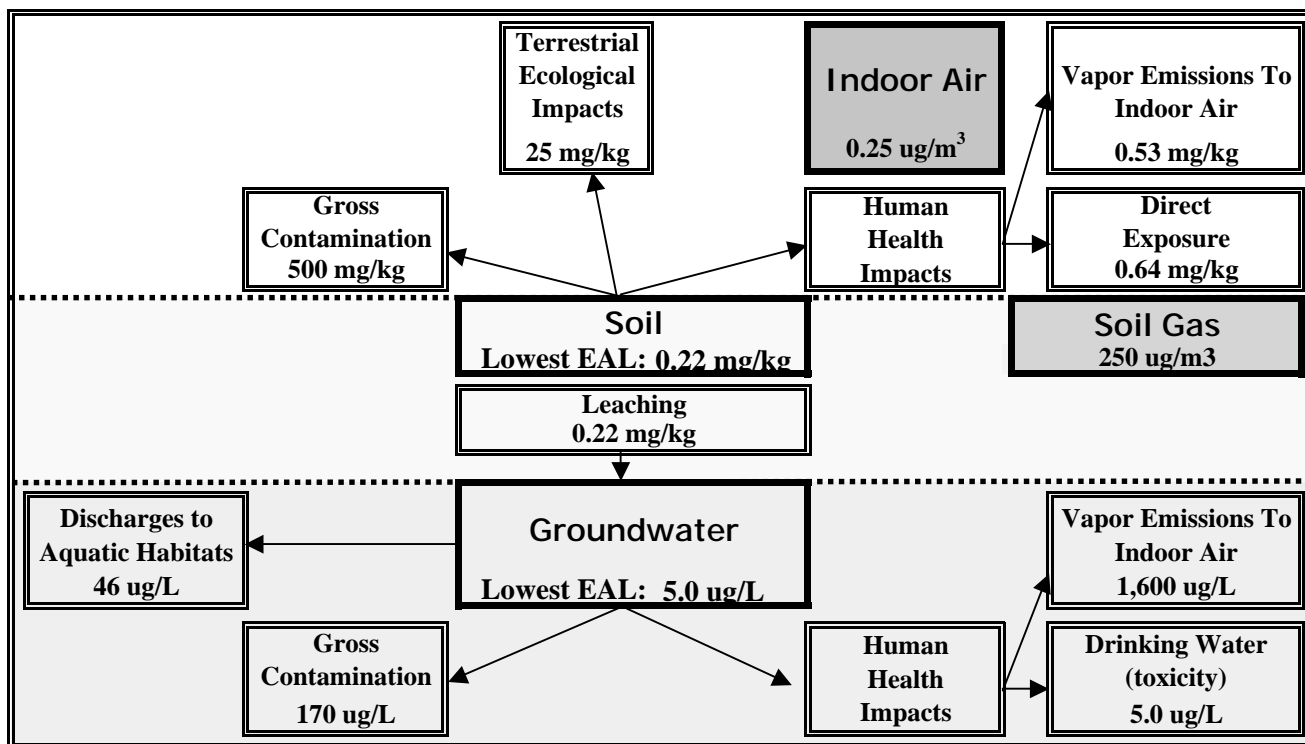 Terrestrial
Ecological
Impacts
25 mg/kg
Indoor Air
0.25 ug/m³
Vapor Emissions To
Indoor Air
0.53 mg/kg
Gross
Contamination
500 mg/kg
Human
Health
Impacts
Direct
Exposure
0.64 mg/kg
Soil
Lowest EAL: 0.22 mg/kg
Soil Gas
250 ug/m3
Leaching
0.22 mg/kg
Discharges to
Aquatic Habitats
46 ug/L
Groundwater
Lowest EAL: 5.0 ug/L
Vapor Emissions To
Indoor Air
1,600 ug/L
Gross
Contamination
170 ug/L
Human
Health
Impacts
Drinking Water
(toxicity)
5.0 ug/L